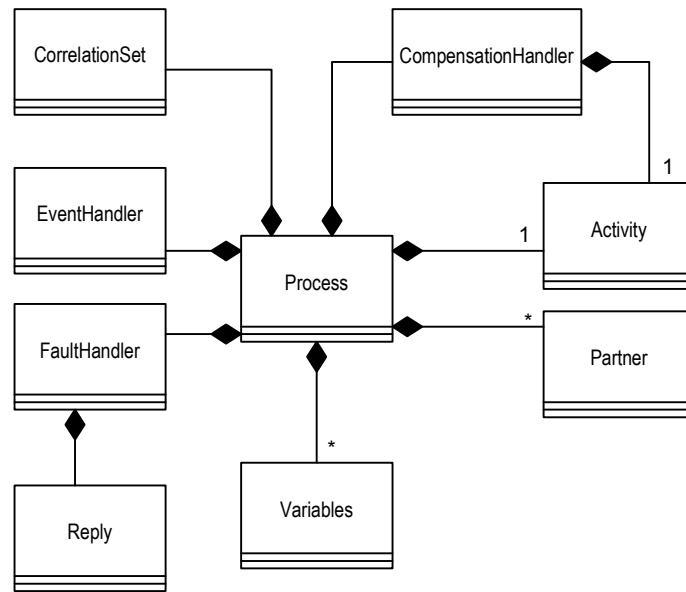 CorrelationSet
CompensationHandler
1
EventHandler
Activity
1
Process
FaultHandler
*
Partner
*
Variables
Reply